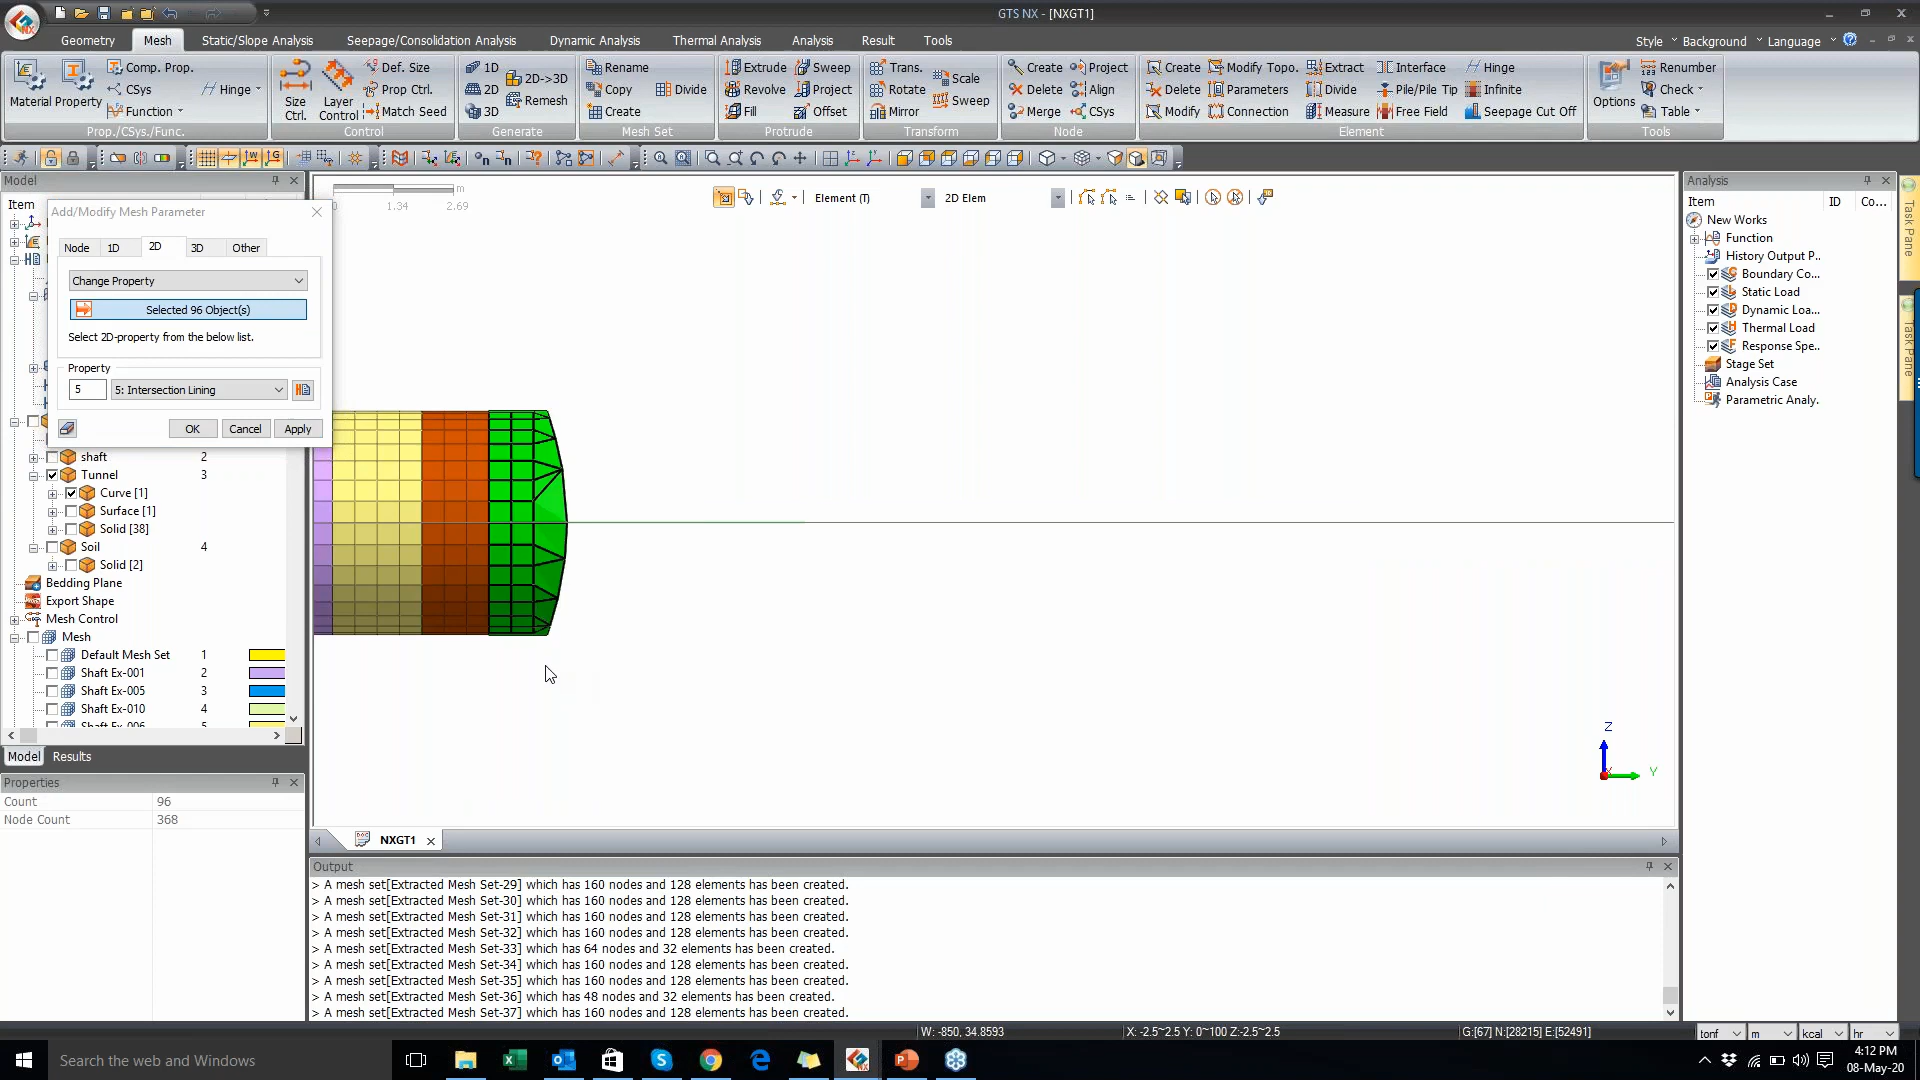 GTS NX - [NXGT1]
Geometry Mesh Static/Slope Analysis Seepage/Consolidation Analysis Dynamic Analysis Thermal Analysis Analysis Result Tools
Style Background Language
Material Property Comp. Prop. CSys Function Hinge
Prop./CSys./Func.
Size Ctrl. Layer Control Def. Size Prop Ctrl. Match Seed
Control
1D 2D 3D 2D->3D Remesh
Generate
Rename Copy Create Divide
Mesh Set
Extrude Revolve Fill Sweep Project Offset
Protrude
Trans. Rotate Mirror Scale Sweep
Transform
Create Delete Merge Project Align CSys
Node
Create Delete Modify Modify Topo. Parameters Connection Extract Divide Measure Interface Pile/Pile Tip Free Field Hinge Infinite Seepage Cut Off
Element
Options Renumber Check Table
Tools
Model
Item
Add/Modify Mesh Parameter
Node 1D 2D 3D Other
Change Property
Selected 96 Object(s)
Select 2D-property from the below list.
Property
5 5: Intersection Lining
OK Cancel Apply
shaft 2
Tunnel 3
Curve [1]
Surface [1]
Solid [38]
Soil 4
Solid [2]
Bedding Plane
Export Shape
Mesh Control
Mesh
Default Mesh Set 1
Shaft Ex-001 2
Shaft Ex-005 3
Shaft Ex-010 4
Shaft Ex-006 5
Model Results
Properties
Count 96
Node Count 368
m
0 1.34 2.69
Element (T) 2D Elem
Z
Y
NXGT1
Output
> A mesh set[Extracted Mesh Set-29] which has 160 nodes and 128 elements has been created.
> A mesh set[Extracted Mesh Set-30] which has 160 nodes and 128 elements has been created.
> A mesh set[Extracted Mesh Set-31] which has 160 nodes and 128 elements has been created.
> A mesh set[Extracted Mesh Set-32] which has 160 nodes and 128 elements has been created.
> A mesh set[Extracted Mesh Set-33] which has 64 nodes and 32 elements has been created.
> A mesh set[Extracted Mesh Set-34] which has 160 nodes and 128 elements has been created.
> A mesh set[Extracted Mesh Set-35] which has 160 nodes and 128 elements has been created.
> A mesh set[Extracted Mesh Set-36] which has 48 nodes and 32 elements has been created.
> A mesh set[Extracted Mesh Set-37] which has 160 nodes and 128 elements has been created.
Analysis
Item ID Co...
New Works
Function
History Output P..
Boundary Co...
Static Load
Dynamic Loa...
Thermal Load
Response Spe..
Stage Set
Analysis Case
Parametric Analy.
Task Pane
Task Pane
W: -850, 34.8593 X: -2.5~2.5 Y: 0~100 Z:-2.5~2.5 G:[67] N:[28215] E:[52491] tonf m kcal hr
Search the web and Windows
4:12 PM
08-May-20